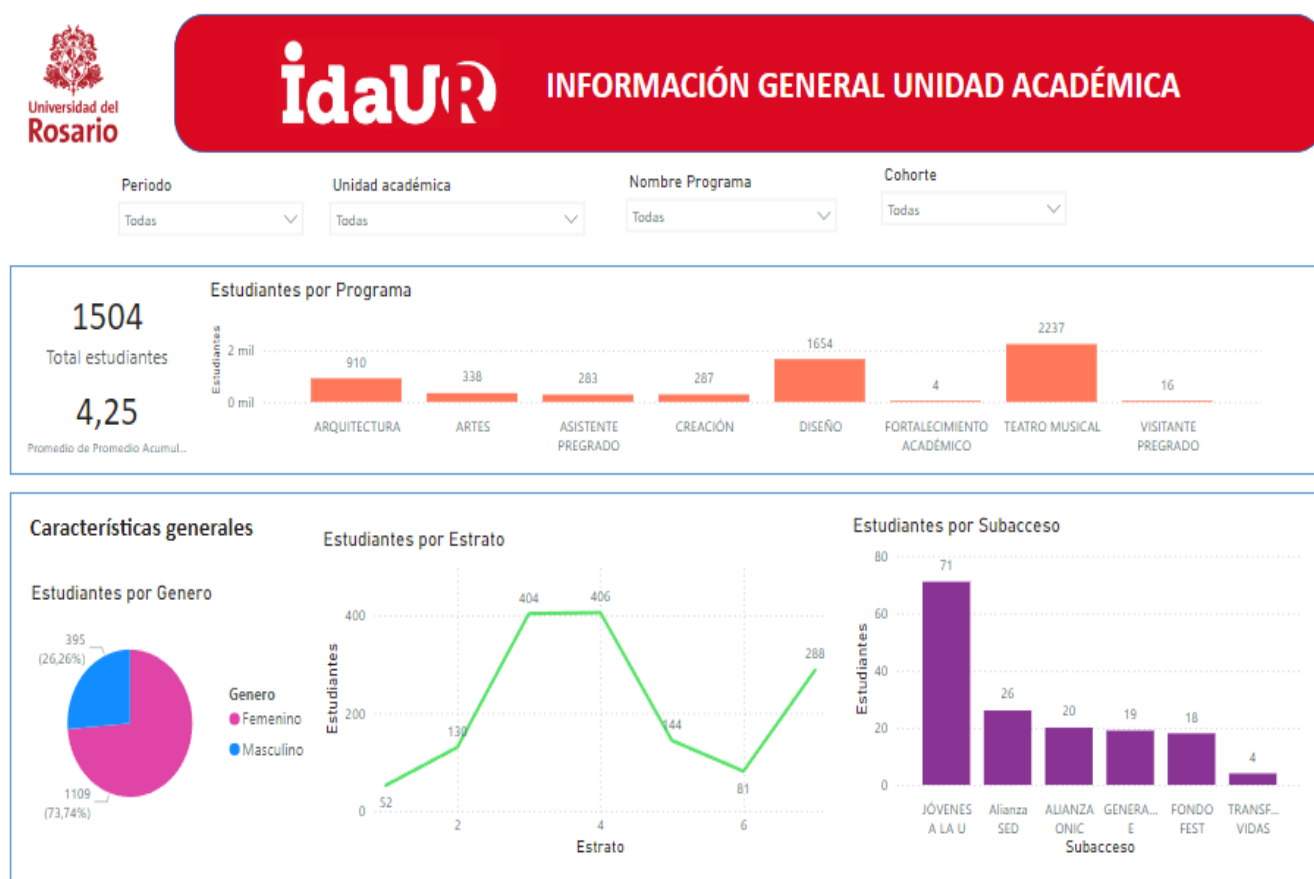 Universidad del
Rosario
IdaUR
INFORMACIÓN GENERAL UNIDAD ACADÉMICA
Periodo
Todas
Unidad académica
Todas
Nombre Programa
Todas
Cohorte
Todas
1504
Total estudiantes
4,25
Promedio de Promedio Acumul...
Estudiantes por Programa
Estudiantes
2 mil
0 mil
910
338
283
287
1654
4
2237
16
ARQUITECTURA
ARTES
ASISTENTE
PREGRADO
CREACIÓN
DISEÑO
FORTALECIMIENTO
ACADÉMICO
TEATRO MUSICAL
VISITANTE
PREGRADO
Características generales
Estudiantes por Genero
395
(26,26%)
1109
(73,74%)
Genero
Femenino
Masculino
Estudiantes por Estrato
Estudiantes
400
200
0
52
130
404
406
144
81
288
2
4
6
Estrato
Estudiantes por Subacceso
Estudiantes
80
60
40
20
0
71
26
20
19
18
4
JÓVENES
A LA U
Alianza
SED
ALIANZA
ONIC
GENERA...
E
FONDO
FEST
TRANSF...
VIDAS
Subacceso